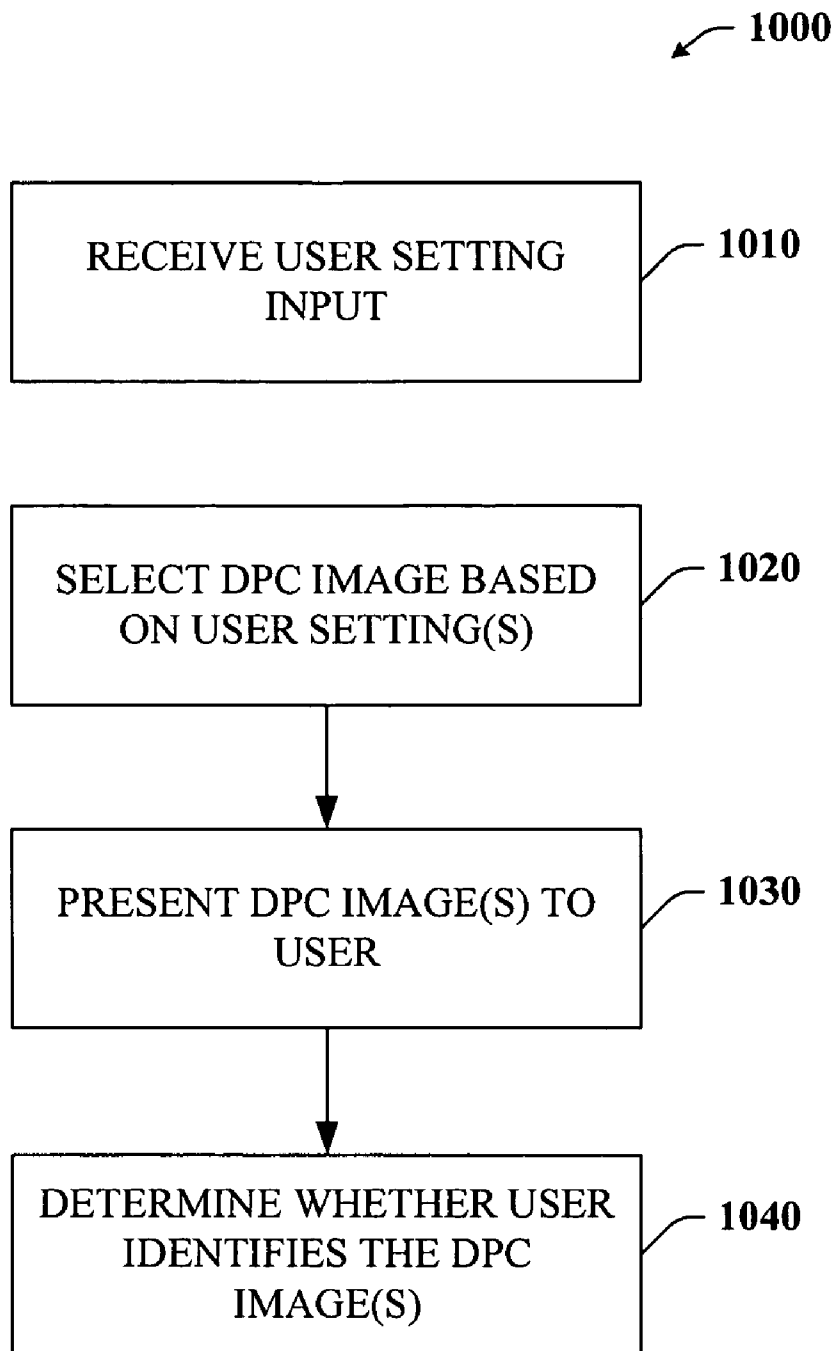 1000
RECEIVE USER SETTING
INPUT
1010
SELECT DPC IMAGE BASED
ON USER SETTING(S)
1020
PRESENT DPC IMAGE(S) TO
USER
1030
DETERMINE WHETHER USER
IDENTIFIES THE DPC
IMAGE(S)
1040